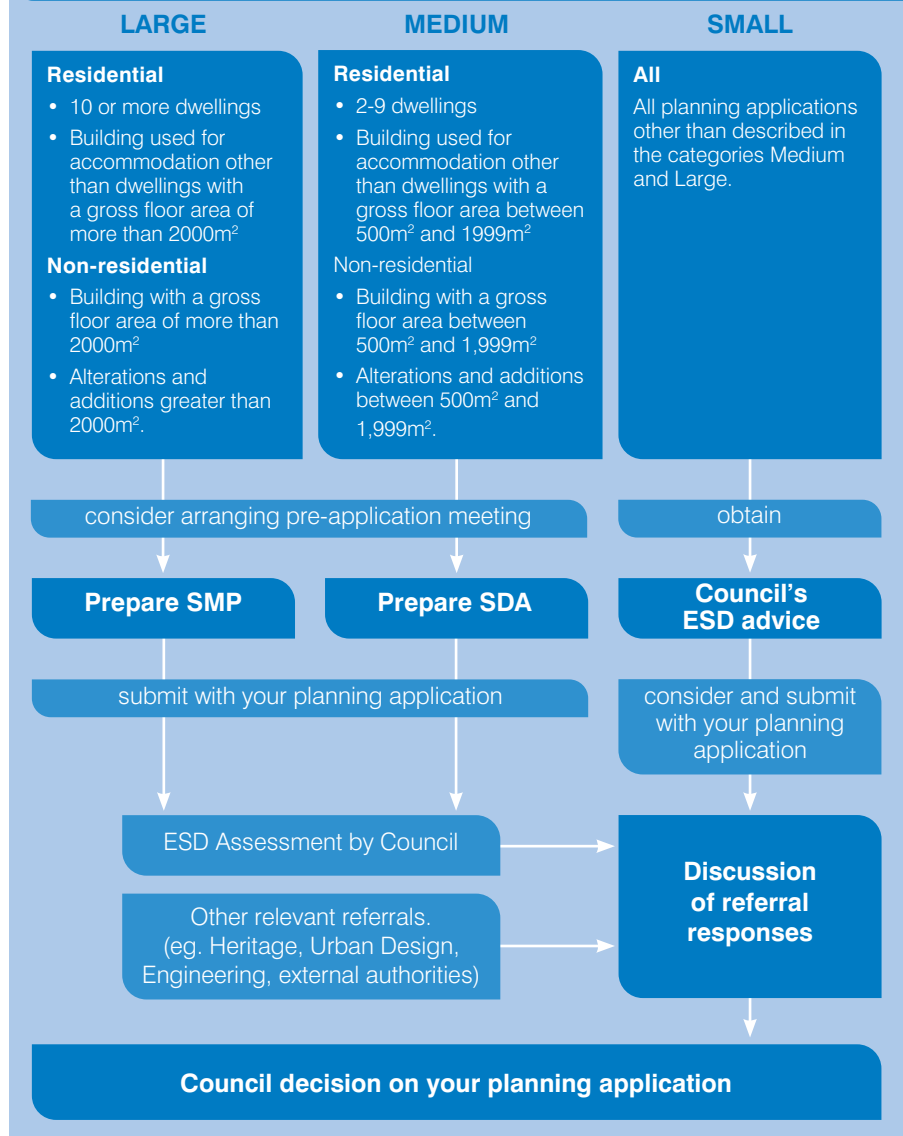 LARGE
Residential
• 10 or more dwellings
• Building used for
accommodation other
than dwellings with
a gross floor area of
more than 2000m²
Non-residential
• Building with a gross
floor area of more than
2000m²
• Alterations and
additions greater than
2000m².
MEDIUM
Residential
• 2-9 dwellings
• Building used for
accommodation other
than dwellings with a
gross floor area between
500m² and 1999m²
Non-residential
• Building with a gross
floor area between
500m² and 1,999m²
• Alterations and additions
between 500m² and
1,999m².
SMALL
All
All planning applications
other than described in
the categories Medium
and Large.
consider arranging pre-application meeting
obtain
Prepare SMP
Prepare SDA
Council's
ESD advice
submit with your planning application
consider and submit
with your planning
application
ESD Assessment by Council
Other relevant referrals.
(eg. Heritage, Urban Design,
Engineering, external authorities)
Discussion
of referral
responses
Council decision on your planning application